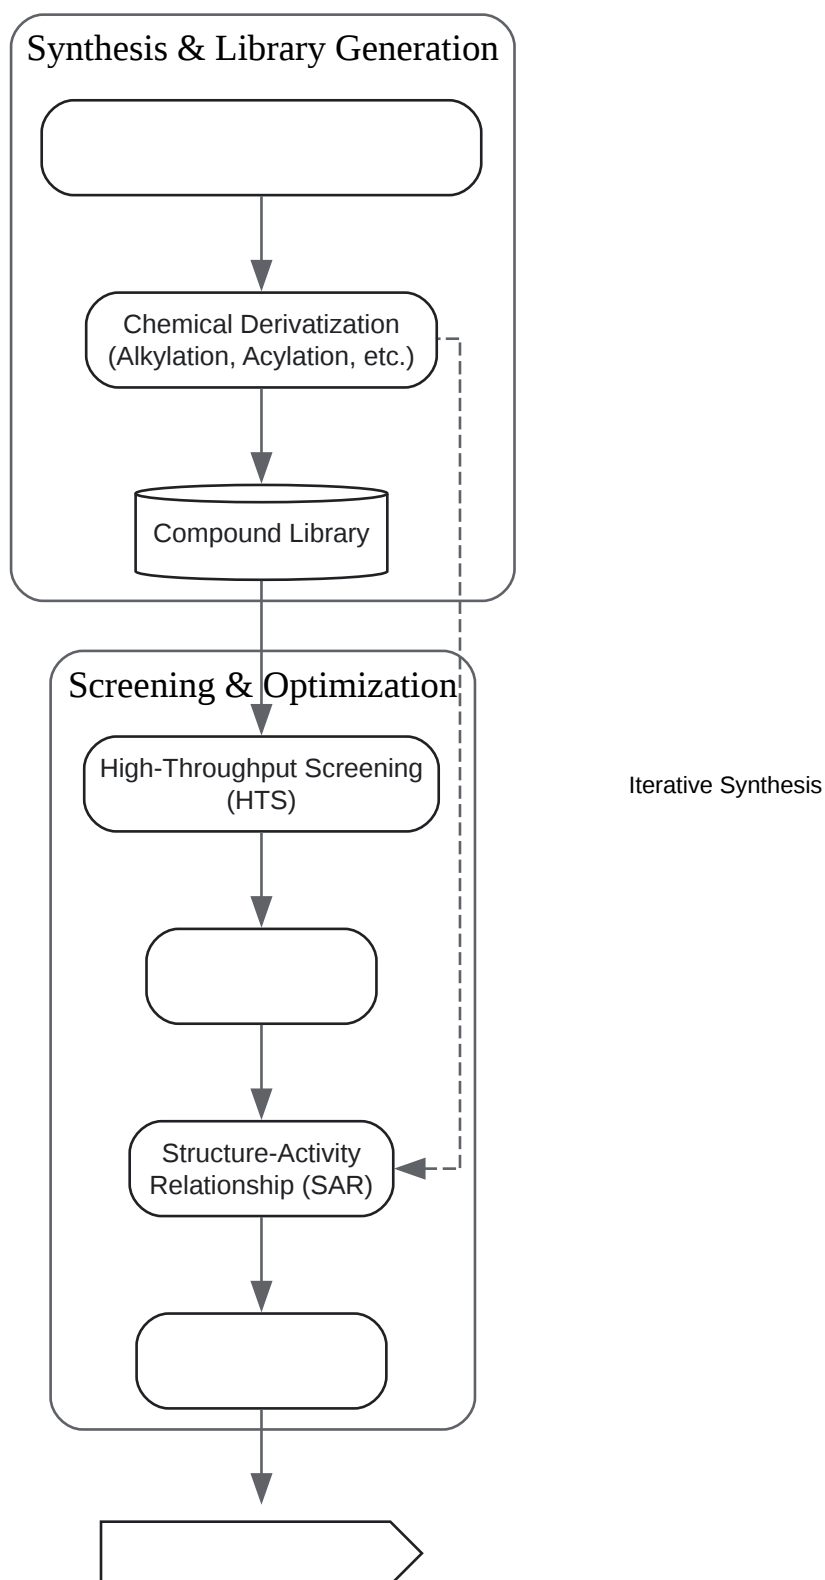 Synthesis & Library Generation
Chemical Derivatization
(Alkylation, Acylation, etc.)
Compound Library
Screening & Optimization
High-Throughput Screening
(HTS)
Iterative Synthesis
Structure-Activity
Relationship (SAR)